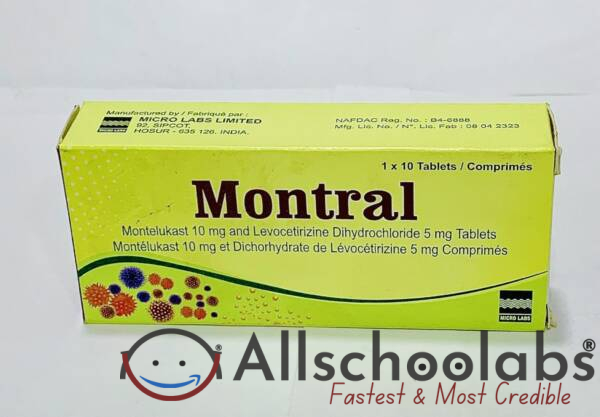 Manufactured by / Fabriqué par :
MICRO LABS LIMITED
92, SIPCOT,
HOSUR - 635 126. INDIA.
MICRO LABS
NAFDAC Reg. No. : B4-6888
Mfg. Lic. No. / N°. Lic. Fab : 08 04 2323
1 x 10 Tablets / Comprimés
Montral
Montelukast 10 mg and Levocetirizine Dihydrochloride 5 mg Tablets
Montélukast 10 mg et Dichorhydrate de Lévocétirizine 5 mg Comprimés
MICRO LABS
Allschoolabs®
Fastest & Most Credible